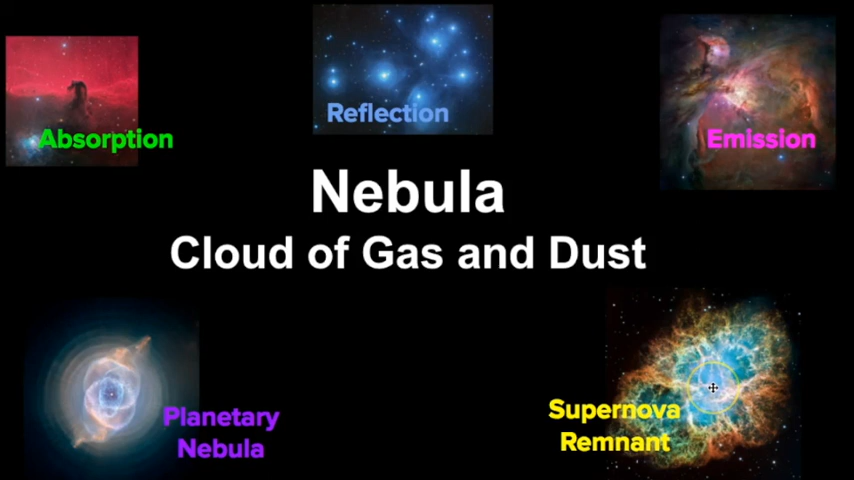 Reflection
Absorption
Emission
Nebula
Cloud of Gas and Dust
Planetary
Nebula
Supernova
Remnant